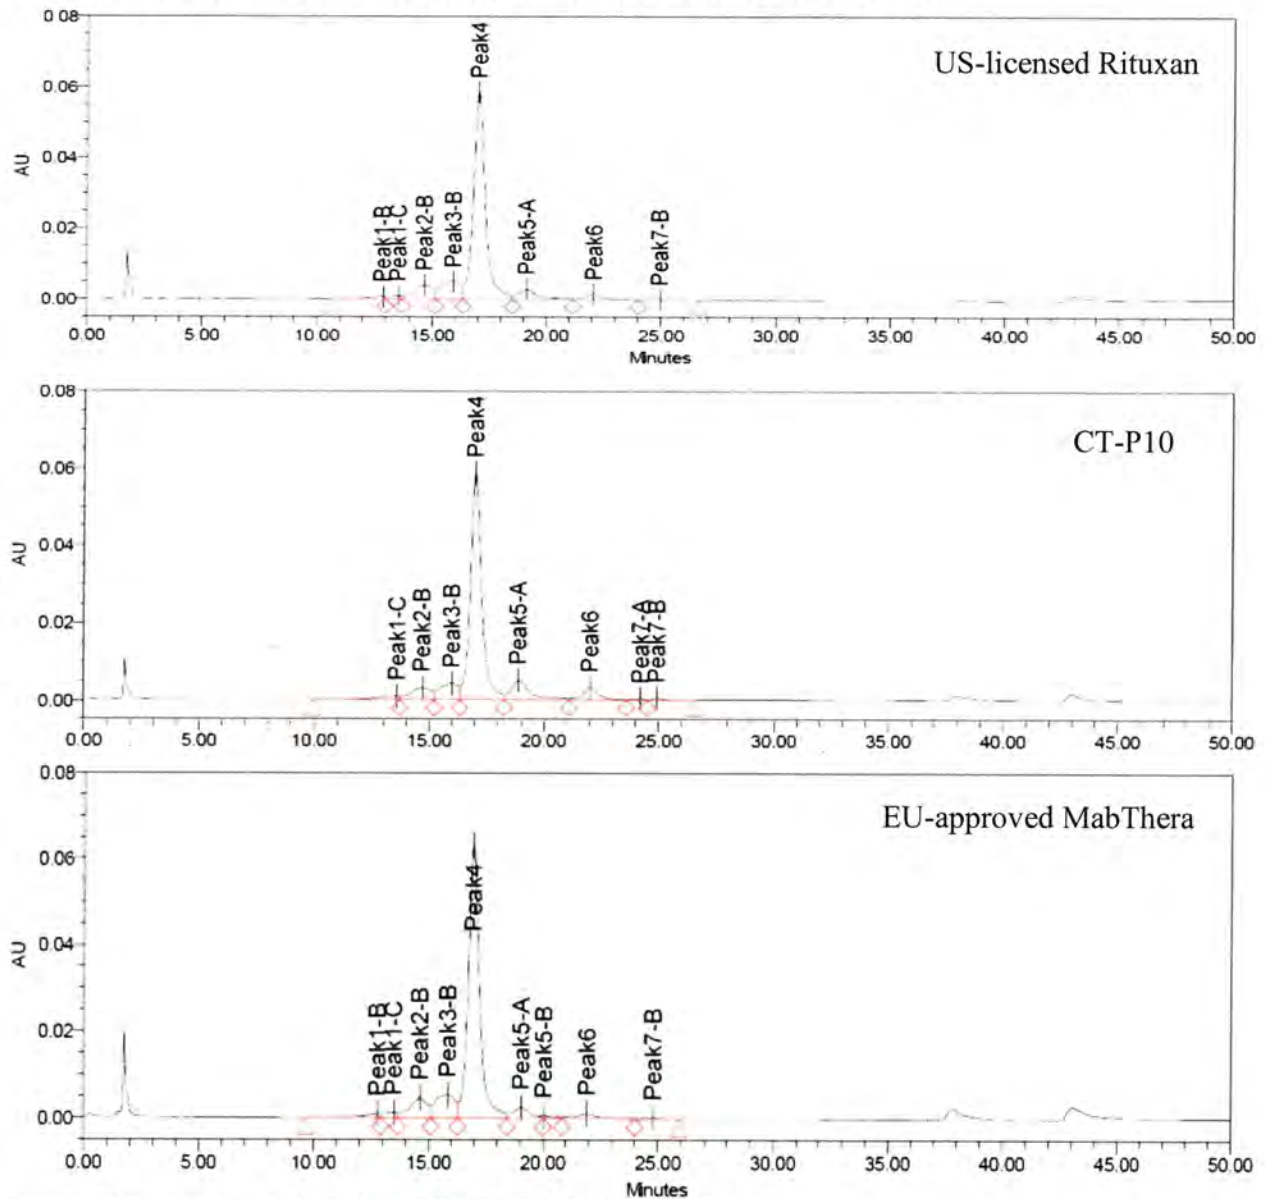 0.08
US-licensed Rituxan
Peak4
0.06
0.04
AU
0.02
Peak1-B
Peak1-C
Peak2-B
Peak3-B
Peak5-A
Peak6
Peak7-B
0.00
0.00 5.00 10.00 15.00 20.00 25.00 30.00 35.00 40.00 45.00 50.00
Minutes
0.08
CT-P10
Peak4
0.06
0.04
AU
0.02
Peak1-C
Peak2-B
Peak3-B
Peak5-A
Peak6
Peak7-A
Peak7-B
0.00
0.00 5.00 10.00 15.00 20.00 25.00 30.00 35.00 40.00 45.00 50.00
0.08
EU-approved MabThera
0.06
Peak4
0.04
AU
0.02
Peak1-B
Peak1-C
Peak2-B
Peak3-B
Peak5-A
Peak5-B
Peak6
Peak7-B
0.00
0.00 5.00 10.00 15.00 20.00 25.00 30.00 35.00 40.00 45.00 50.00
Minutes